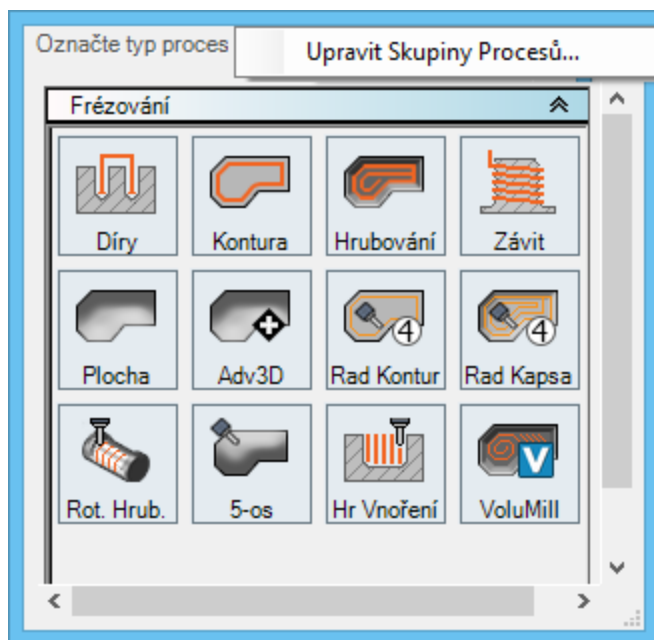 Označte typ proces
Upravit Skupiny Procesů...
Frézování
Díry
Kontura
Hrubování
Závit
Plocha
Adv3D
4
Rad Kontur
4
Rad Kapsa
Rot. Hrub.
5-os
Hr Vnoření
V
VoluMill